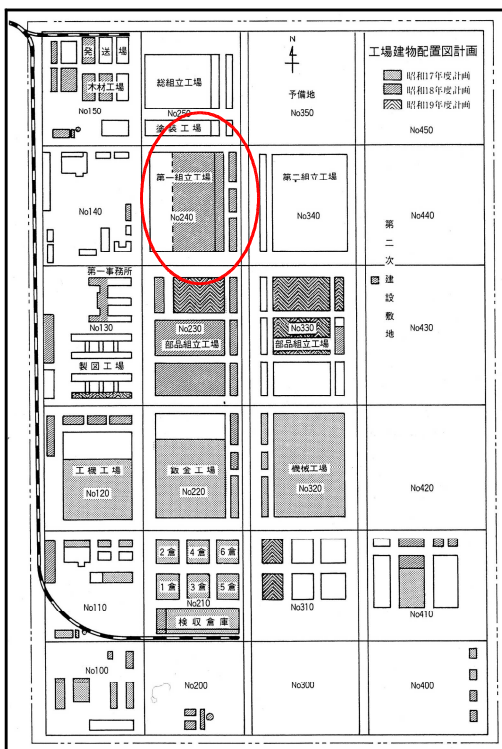 工場建物配置図計画
昭和17年度計画
昭和18年度計画
昭和19年度計画
N
発送場
木材工場
No150
総組立工場
No250
塗装工場
予備地
No350
No450
No140
第一組立工場
No240
第二組立工場
No340
No440
第二次建設敷地
第一事務所
No130
製図工場
No230
部品組立工場
No330
部品組立工場
No430
工機工場
No120
鈑金工場
No220
機械工場
No320
No420
2倉
4倉
6倉
1倉
3倉
5倉
No210
検収倉庫
No110
No310
No410
No100
No200
No300
No400